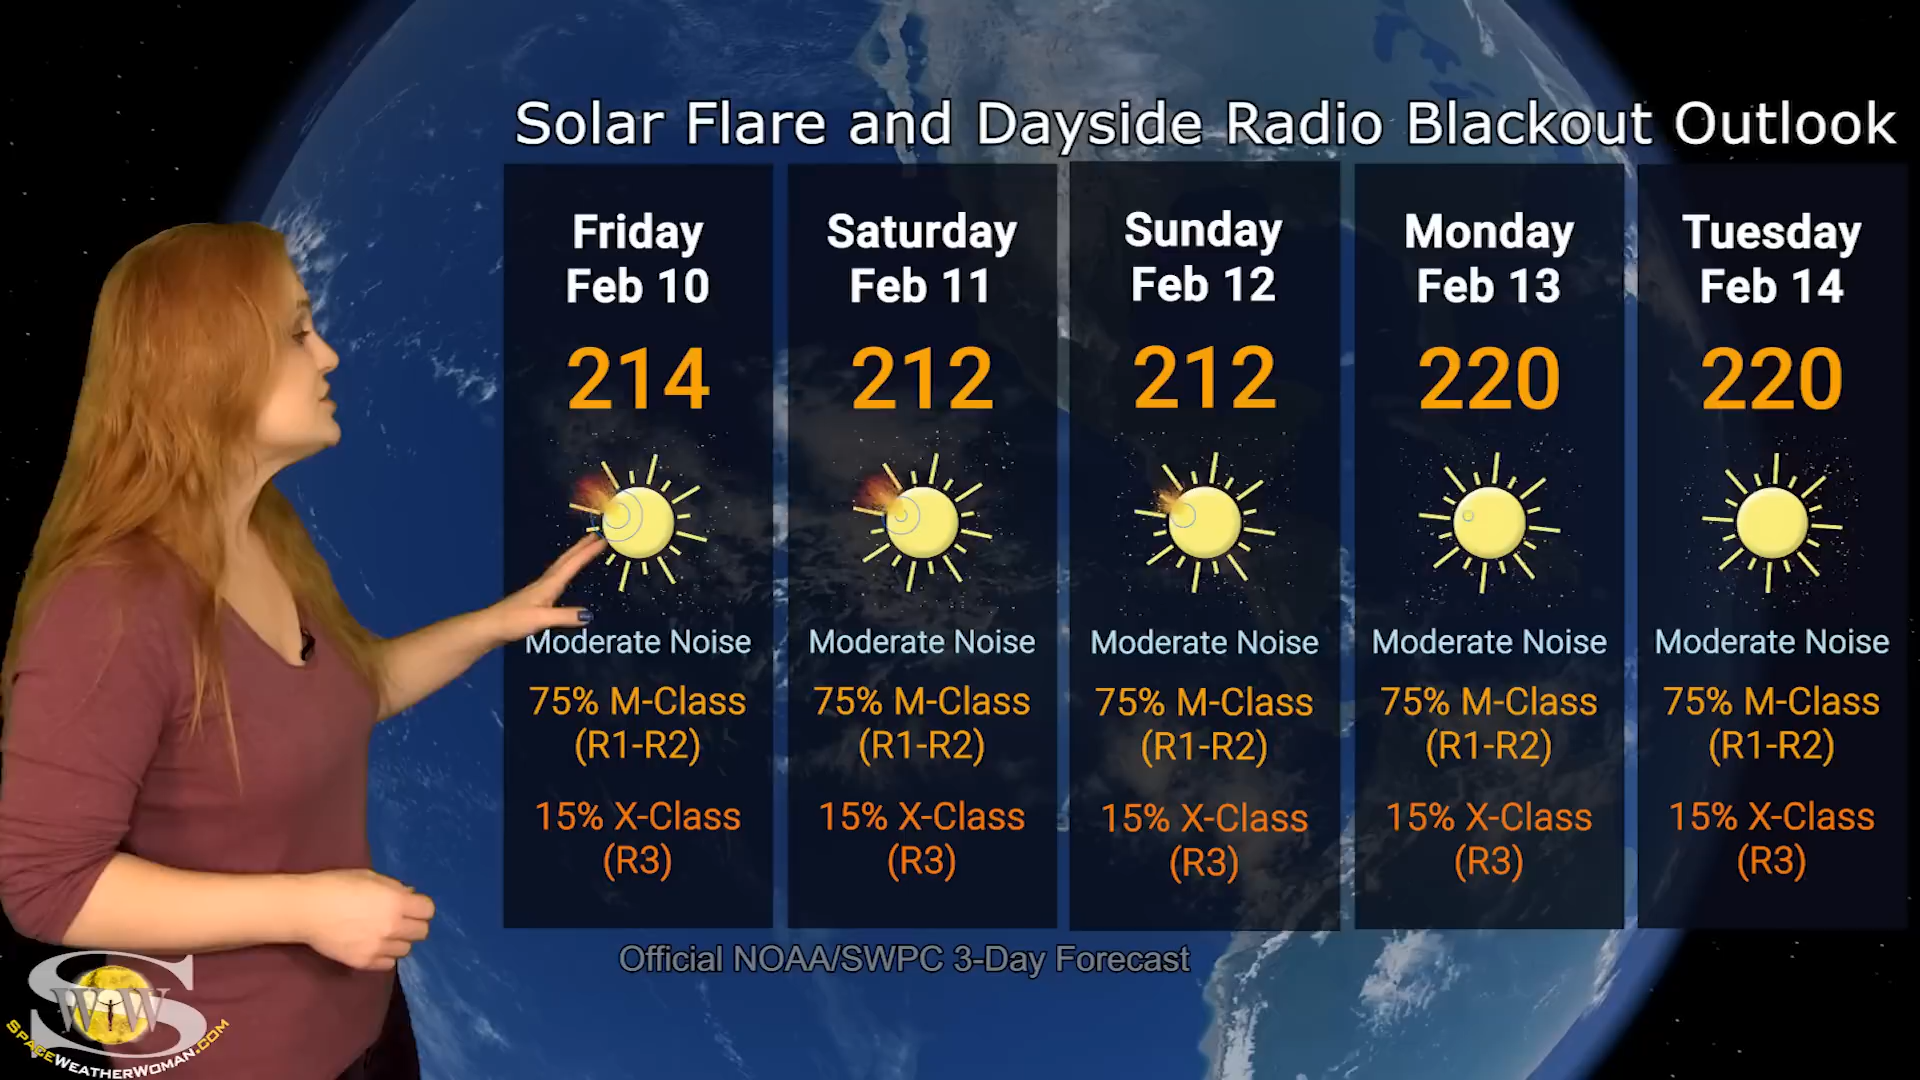 Solar Flare and Dayside Radio Blackout Outlook
Friday
Feb 10
214
Moderate Noise
75% M-Class
(R1-R2)
15% X-Class
(R3)
Saturday
Feb 11
212
Moderate Noise
75% M-Class
(R1-R2)
15% X-Class
(R3)
Sunday
Feb 12
212
Moderate Noise
75% M-Class
(R1-R2)
15% X-Class
(R3)
Monday
Feb 13
220
Moderate Noise
75% M-Class
(R1-R2)
15% X-Class
(R3)
Tuesday
Feb 14
220
Moderate Noise
75% M-Class
(R1-R2)
15% X-Class
(R3)
Official NOAA/SWPC 3-Day Forecast
SWW
SPACEWEATHERWOMAN.COM